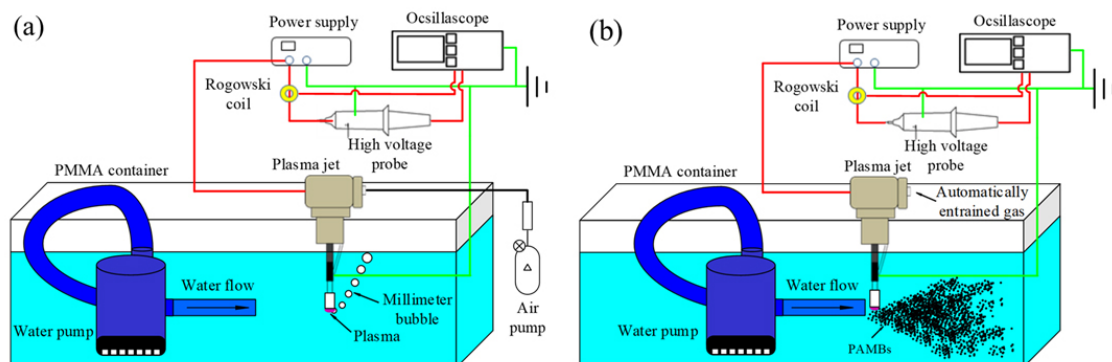 (a)
Power supply
Ocsillascope
Rogowski
coil
High voltage
probe
Plasma jet
PMMA container
Water flow
Water pump
Millimeter
bubble
Plasma
Air
pump
(b)
Power supply
Ocsillascope
Rogowski
coil
High voltage
probe
Plasma jet
PMMA container
Automatically
entrained gas
Water flow
Water pump
PAMBs